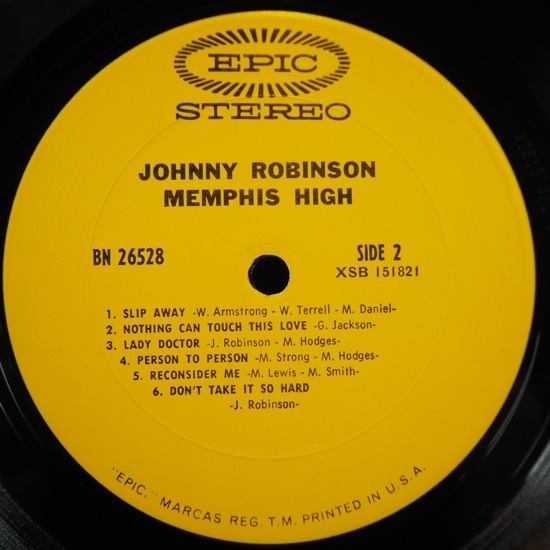 EPIC
STEREO
JOHNNY ROBINSON
MEMPHIS HIGH
BN 26528
SIDE 2
XSB 151821
1. SLIP AWAY -W. Armstrong - W. Terrell - M. Daniel-
2. NOTHING CAN TOUCH THIS LOVE -G. Jackson-
3. LADY DOCTOR -J. Robinson - M. Hodges-
4. PERSON TO PERSON -M. Strong - M. Hodges-
5. RECONSIDER ME -M. Lewis - M. Smith-
6. DON'T TAKE IT SO HARD
-J. Robinson-
"EPIC," MARCAS REG. T.M. PRINTED IN U.S.A.